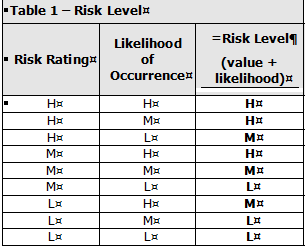 ▪Table 1 – Risk Level¤
▪ Risk Rating¤ Likelihood of Occurrence¤ =Risk Level¶ (value + likelihood)¤
▪ H¤ H¤ H¤
H¤ M¤ H¤
H¤ L¤ M¤
M¤ H¤ H¤
M¤ M¤ M¤
M¤ L¤ L¤
L¤ H¤ M¤
L¤ M¤ L¤
L¤ L¤ L¤